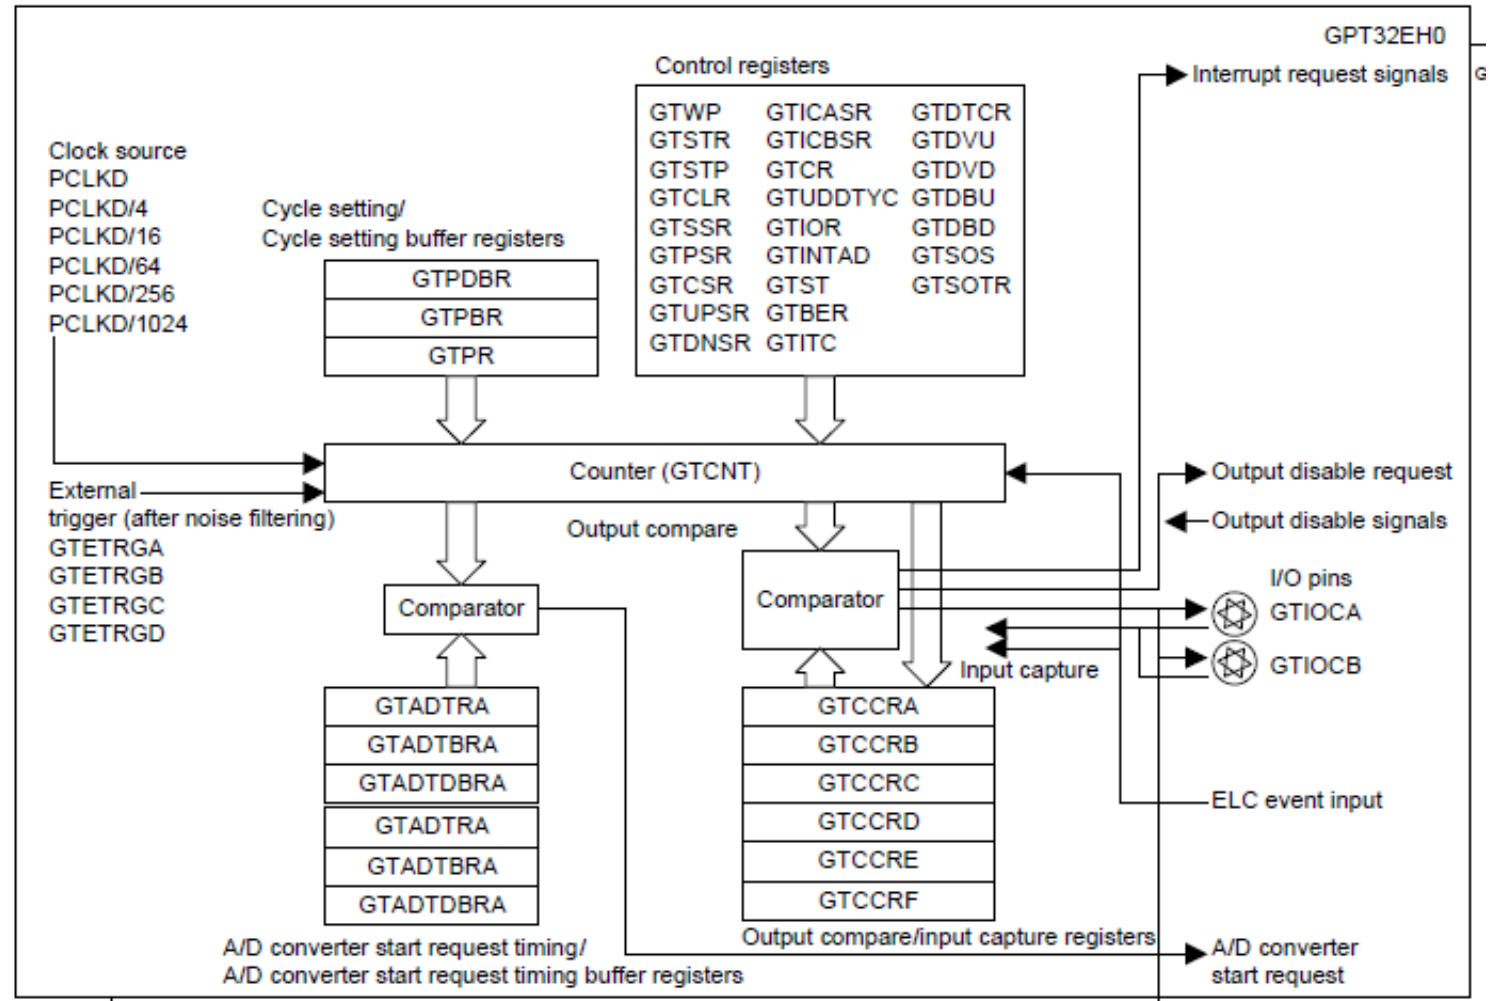 GPT32EH0
Interrupt request signals
G
Control registers
GTWP GTICASR GTDTCR
GTSTR GTICBSR GTDVU
GTSTP GTCR GTDVD
GTCLR GTUDDTYC GTDBU
GTSSR GTIOR GTDBD
GTPSR GTINTAD GTSOS
GTCSR GTST GTSOTR
GTUPSR GTBER
GTDNSR GTITC
Clock source
PCLKD
PCLKD/4
PCLKD/16
PCLKD/64
PCLKD/256
PCLKD/1024
Cycle setting/
Cycle setting buffer registers
GTPDBR
GTPBR
GTPR
Counter (GTCNT)
External
trigger (after noise filtering)
GTETRGA
GTETRGB
GTETRGC
GTETRGD
Output compare
Comparator
Comparator
Output disable request
Output disable signals
I/O pins
GTIOCA
GTIOCB
Input capture
GTADTRA
GTADTBRA
GTADTDBRA
GTADTRA
GTADTBRA
GTADTDBRA
GTCCRA
GTCCRB
GTCCRC
GTCCRD
GTCCRE
GTCCRF
ELC event input
A/D converter start request timing/
A/D converter start request timing buffer registers
Output compare/input capture registers
A/D converter
start request